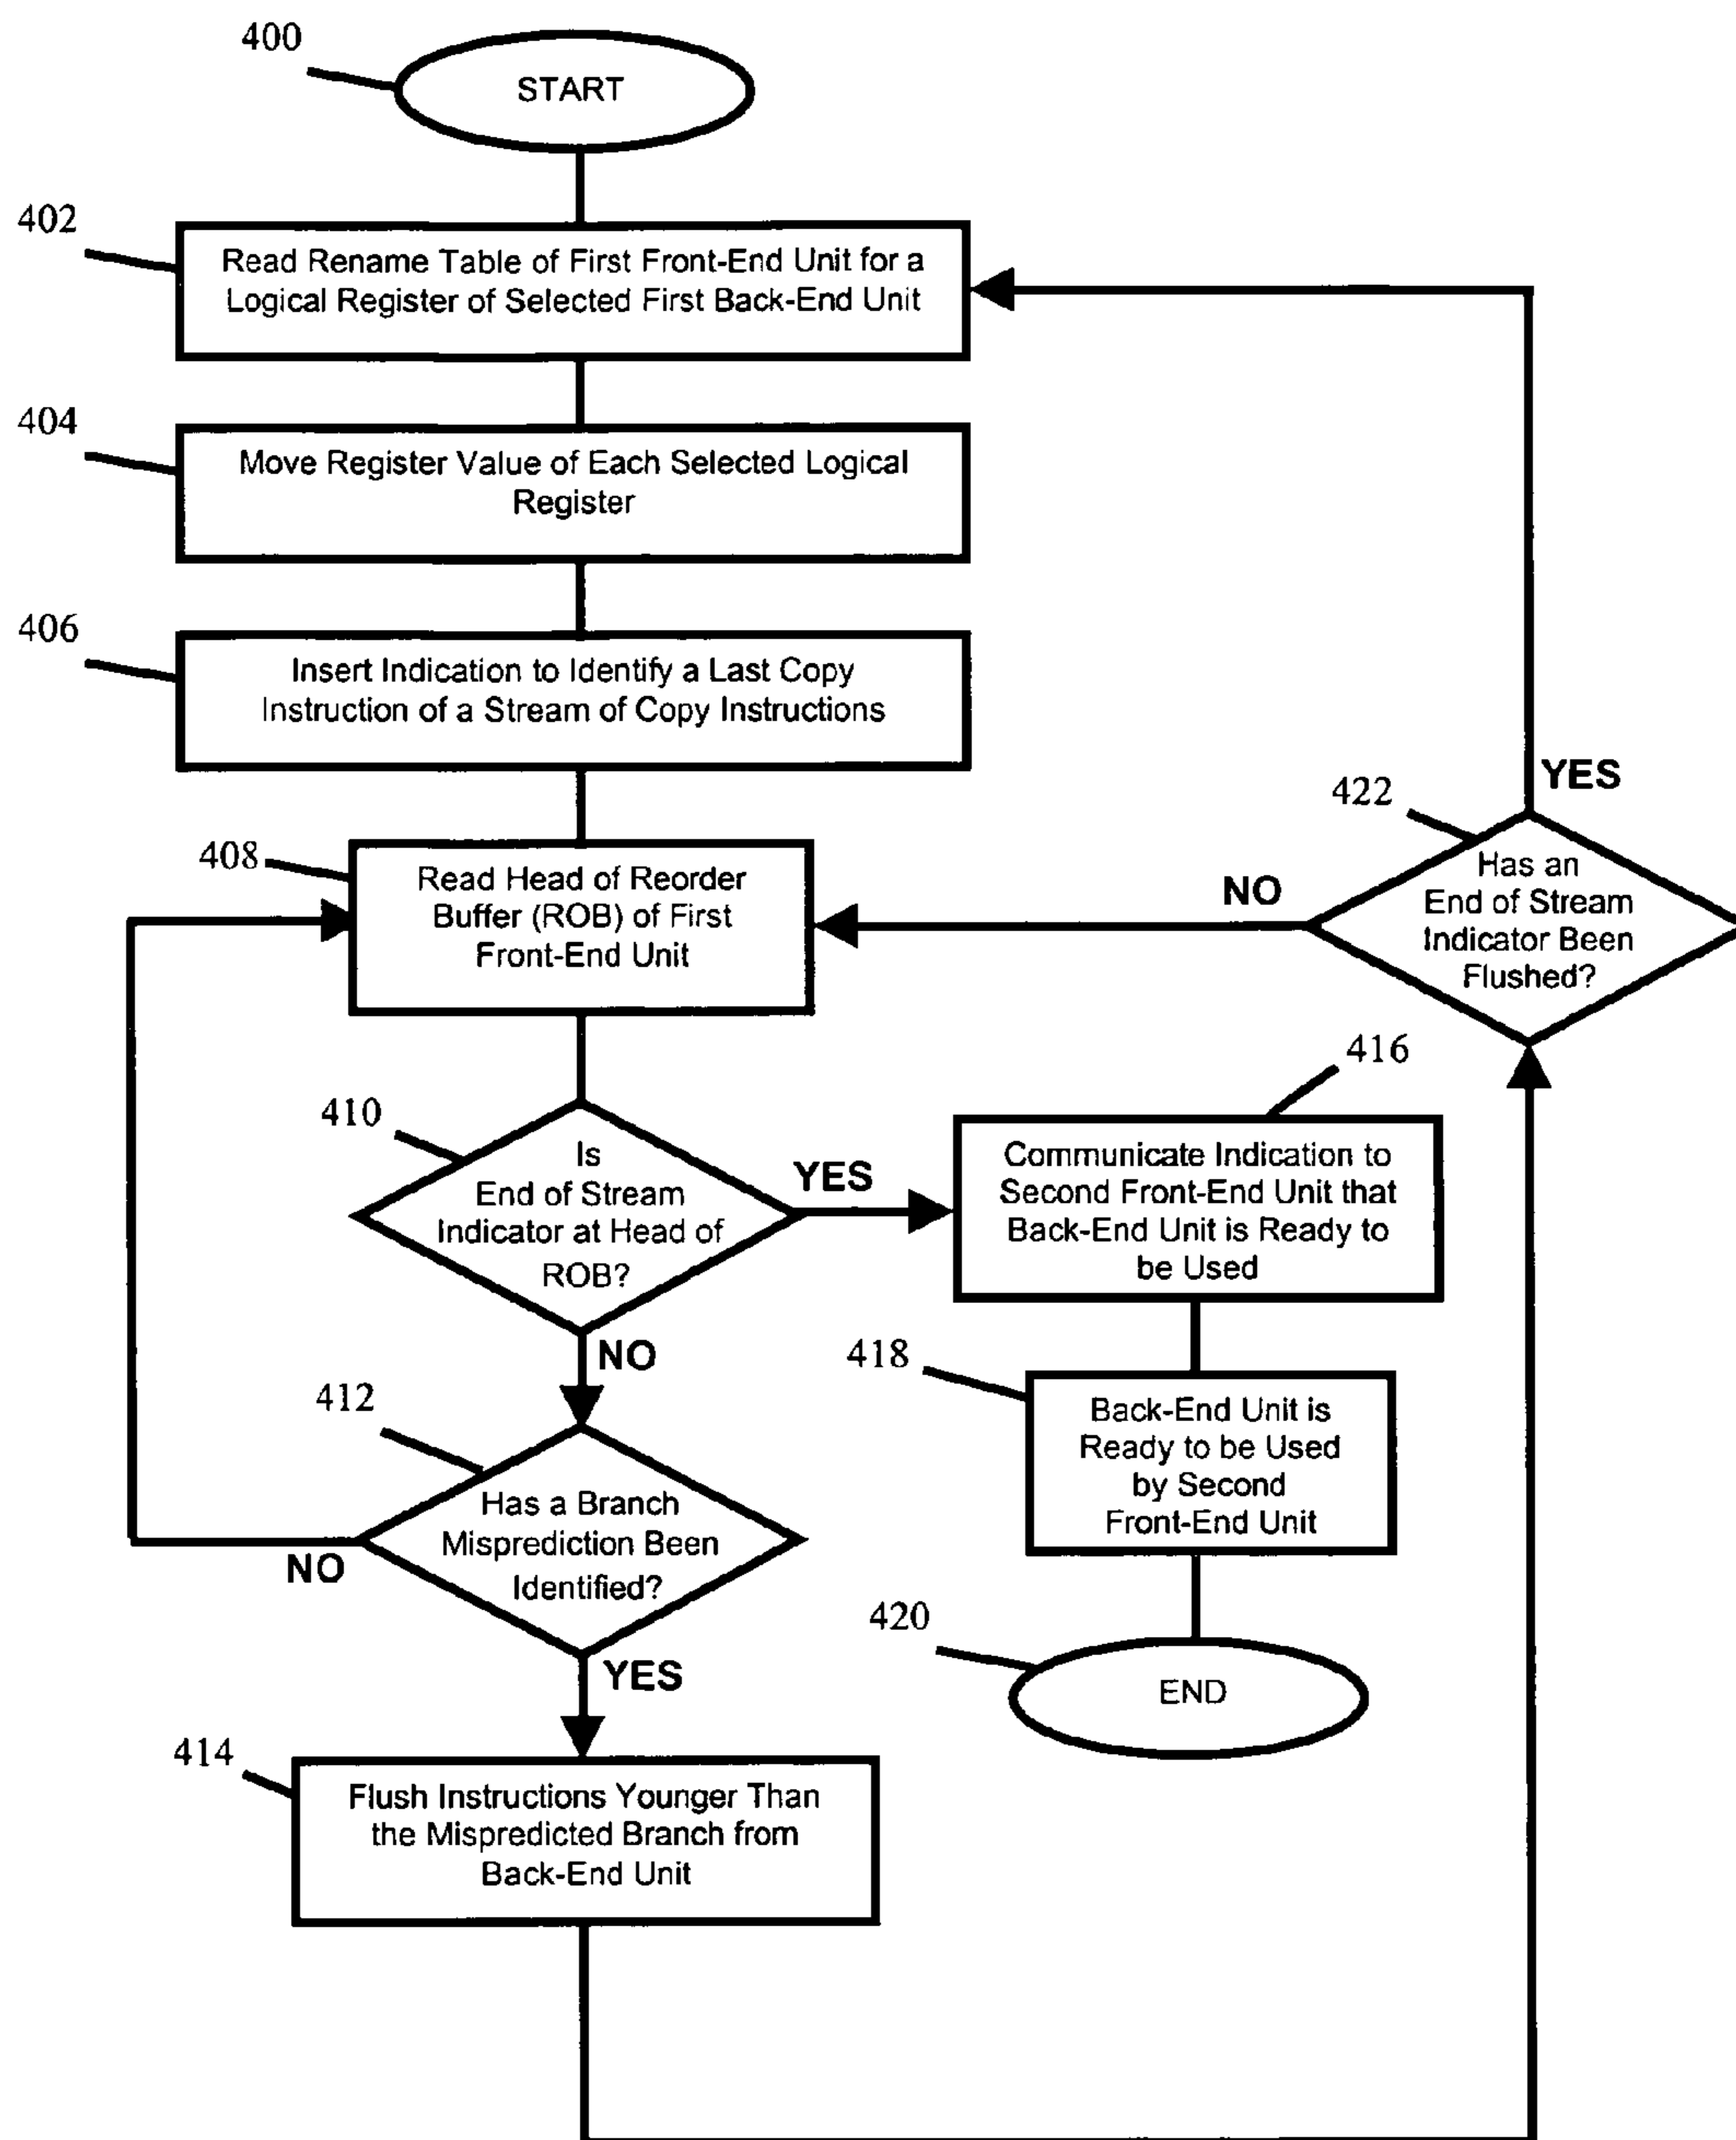 400
START
402
Read Rename Table of First Front-End Unit for a
Logical Register of Selected First Back-End Unit
404
Move Register Value of Each Selected Logical
Register
406
Insert Indication to Identify a Last Copy
Instruction of a Stream of Copy Instructions
408
Read Head of Reorder
Buffer (ROB) of First
Front-End Unit
422
YES
Has an
End of Stream
Indicator Been
Flushed?
NO
410
Is
End of Stream
Indicator at Head of
ROB?
YES
NO
416
Communicate Indication to
Second Front-End Unit that
Back-End Unit is Ready to
be Used
412
Has a Branch
Misprediction Been
Identified?
NO
YES
418
Back-End Unit is
Ready to be Used
by Second
Front-End Unit
420
END
414
Flush Instructions Younger Than
the Mispredicted Branch from
Back-End Unit